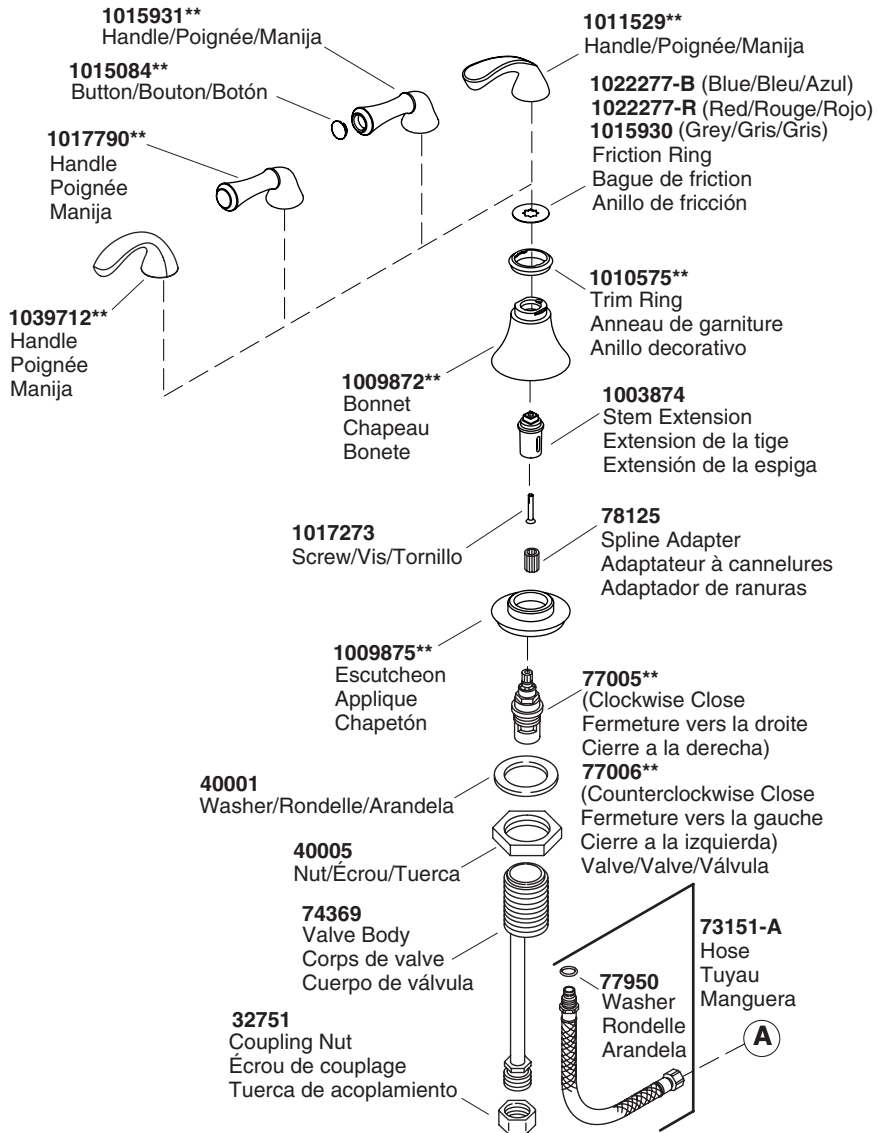 1015931**
Handle/Poignée/Manija
1011529**
Handle/Poignée/Manija
1015084**
Button/Bouton/Botón
1022277-B (Blue/Bleu/Azul)
1022277-R (Red/Rouge/Rojo)
1015930 (Grey/Gris/Gris)
Friction Ring
Bague de friction
Anillo de fricción
1017790**
Handle
Poignée
Manija
1010575**
Trim Ring
Anneau de garniture
Anillo decorativo
1039712**
Handle
Poignée
Manija
1009872**
Bonnet
Chapeau
Bonete
1003874
Stem Extension
Extension de la tige
Extensión de la espiga
1017273
Screw/Vis/Tornillo
78125
Spline Adapter
Adaptateur à cannelures
Adaptador de ranuras
1009875**
Escutcheon
Applique
Chapetón
77005**
(Clockwise Close
Fermeture vers la droite
Cierre a la derecha)
77006**
(Counterclockwise Close
Fermeture vers la gauche
Cierre a la izquierda)
Valve/Valve/Válvula
40001
Washer/Rondelle/Arandela
40005
Nut/Écrou/Tuerca
74369
Valve Body
Corps de valve
Cuerpo de válvula
73151-A
Hose
Tuyau
Manguera
77950
Washer
Rondelle
Arandela
A
32751
Coupling Nut
Écrou de couplage
Tuerca de acoplamiento